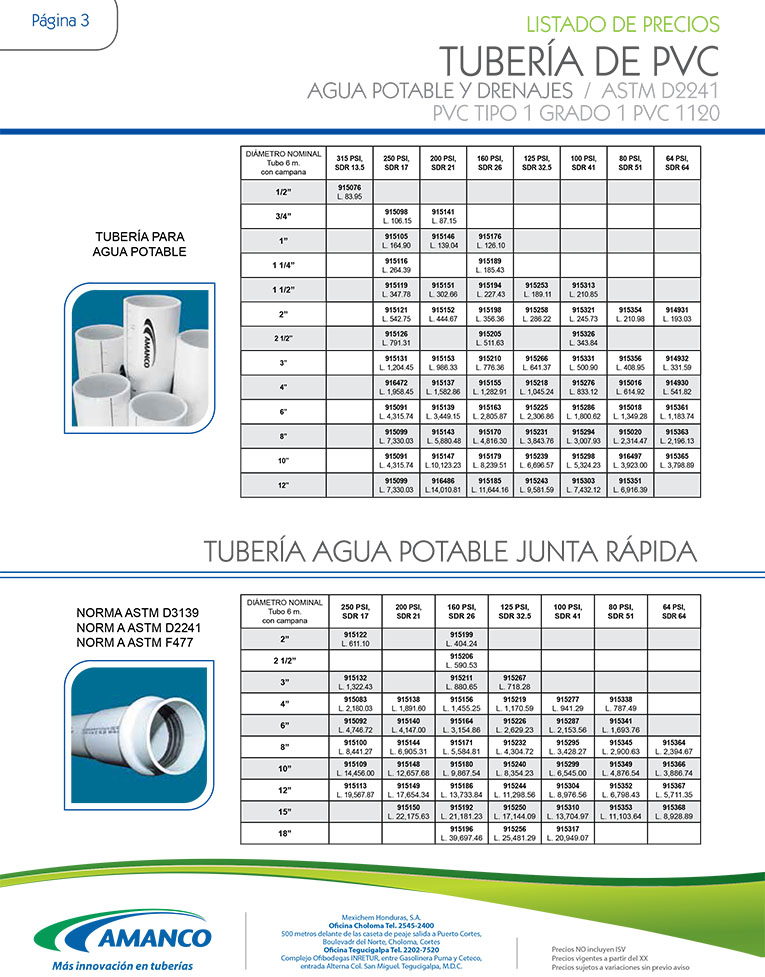 Página 3
LISTADO DE PRECIOS
TUBERÍA DE PVC
AGUA POTABLE Y DRENAJES / ASTM D2241
PVC TIPO 1 GRADO 1 PVC 1120
TUBERÍA PARA
AGUA POTABLE
AMANCO
DIÁMETRO NOMINAL Tubo 6 m. con campana 315 PSI, SDR 13.5 250 PSI, SDR 17 200 PSI, SDR 21 160 PSI, SDR 26 125 PSI, SDR 32.5 100 PSI, SDR 41 80 PSI, SDR 51 64 PSI, SDR 64
1/2” 915076 L. 83.95
3/4” 915098 L. 106.15 915141 L. 87.15
1” 915105 L. 164.90 915146 L. 139.04 915176 L. 126.10
1 1/4” 915116 L. 264.39 915189 L. 185.43
1 1/2” 915119 L. 347.78 915151 L. 302.66 915194 L. 227.43 915253 L. 189.11 915313 L. 210.85
2” 915121 L. 542.75 915152 L. 444.67 915198 L. 356.36 915258 L. 286.22 915321 L. 245.73 915354 L. 210.98 914931 L. 193.03
2 1/2” 915126 L. 791.31 915205 L. 511.63 915326 L. 343.84
3” 915131 L. 1,204.45 915153 L. 986.33 915210 L. 776.36 915266 L. 641.37 915331 L. 500.90 915356 L. 408.95 914932 L. 331.59
4” 916472 L. 1,958.45 915137 L. 1,582.86 915155 L. 1,282.91 915218 L. 1,045.24 915276 L. 833.12 915016 L. 614.92 914930 L. 541.82
6” 915091 L. 4,315.74 915139 L. 3,449.15 915163 L. 2,805.87 915225 L. 2,306.86 915286 L. 1,800.62 915018 L. 1,349.28 915361 L. 1,183.74
8” 915099 L. 7,330.03 915143 L. 5,880.48 915170 L. 4,816.30 915231 L. 3,843.76 915294 L. 3,007.93 915020 L. 2,314.47 915363 L. 2,196.13
10” 915091 L. 4,315.74 915147 L.10,123.23 915179 L. 8,239.51 915239 L. 6,696.57 915298 L. 5,324.23 916497 L. 3,923.00 915365 L. 3,798.89
12” 915099 L. 7,330.03 916486 L.14,010.81 915185 L. 11,644.16 915243 L. 9,581.59 915303 L. 7,432.12 915351 L. 6,916.39
TUBERÍA AGUA POTABLE JUNTA RÁPIDA
NORMA ASTM D3139
NORM A ASTM D2241
NORM A ASTM F477
DIÁMETRO NOMINAL Tubo 6 m. con campana 250 PSI, SDR 17 200 PSI, SDR 21 160 PSI, SDR 26 125 PSI, SDR 32.5 100 PSI, SDR 41 80 PSI, SDR 51 64 PSI, SDR 64
2” 915122 L. 611.10 915199 L. 404.24
2 1/2” 915206 L. 590.53
3” 915132 L. 1,322.43 915211 L. 880.65 915267 L. 718.28
4” 915083 L. 2,180.03 915138 L. 1,891.60 915156 L. 1,455.25 915219 L. 1,170.59 915277 L. 941.29 915338 L. 787.49
6” 915092 L. 4,746.72 915140 L. 4,147.00 915164 L. 3,154.86 915226 L. 2,629.23 915287 L. 2,153.56 915341 L. 1,693.76
8” 915100 L. 8,441.27 915144 L. 6,905.31 915171 L. 5,584.81 915232 L. 4,304.72 915295 L. 3,428.27 915345 L. 2,900.63 915364 L. 2,394.67
10” 915109 L. 14,456.00 915148 L. 12,657.68 915180 L. 9,867.54 915240 L. 8,354.23 915299 L. 6,545.00 915349 L. 4,876.54 915366 L. 3,886.74
12” 915113 L. 19,567.87 915149 L. 17,654.34 915186 L. 13,733.84 915244 L. 11,298.56 915304 L. 8,976.56 915352 L. 6,798.43 915367 L. 5,711.35
15” 915150 L. 22,175.63 915192 L. 21,181.23 915250 L. 17,144.09 915310 L. 13,704.97 915353 L. 11,103.64 915368 L. 8,928.89
18” 915196 L. 39,697.46 915256 L. 25,481.29 915317 L. 20,949.07
AMANCO
Más innovación en tuberías
Mexichem Honduras, S.A.
Oficina Choloma Tel. 2545-2400
500 metros delante de las caseta de peaje salida a Puerto Cortes,
Boulevadr del Norte, Choloma, Cortes
Oficina Tegucigalpa Tel. 2202-7520
Complejo Ofibodegas INRETUR, entre Gasolinera Puma y Ceteco,
entrada Alterna Col. San Miguel. Tegucigalpa, M.D.C.
Precios NO incluyen ISV
Precios vigentes a partir del XX
Precios sujetos a variaciones sin previo aviso